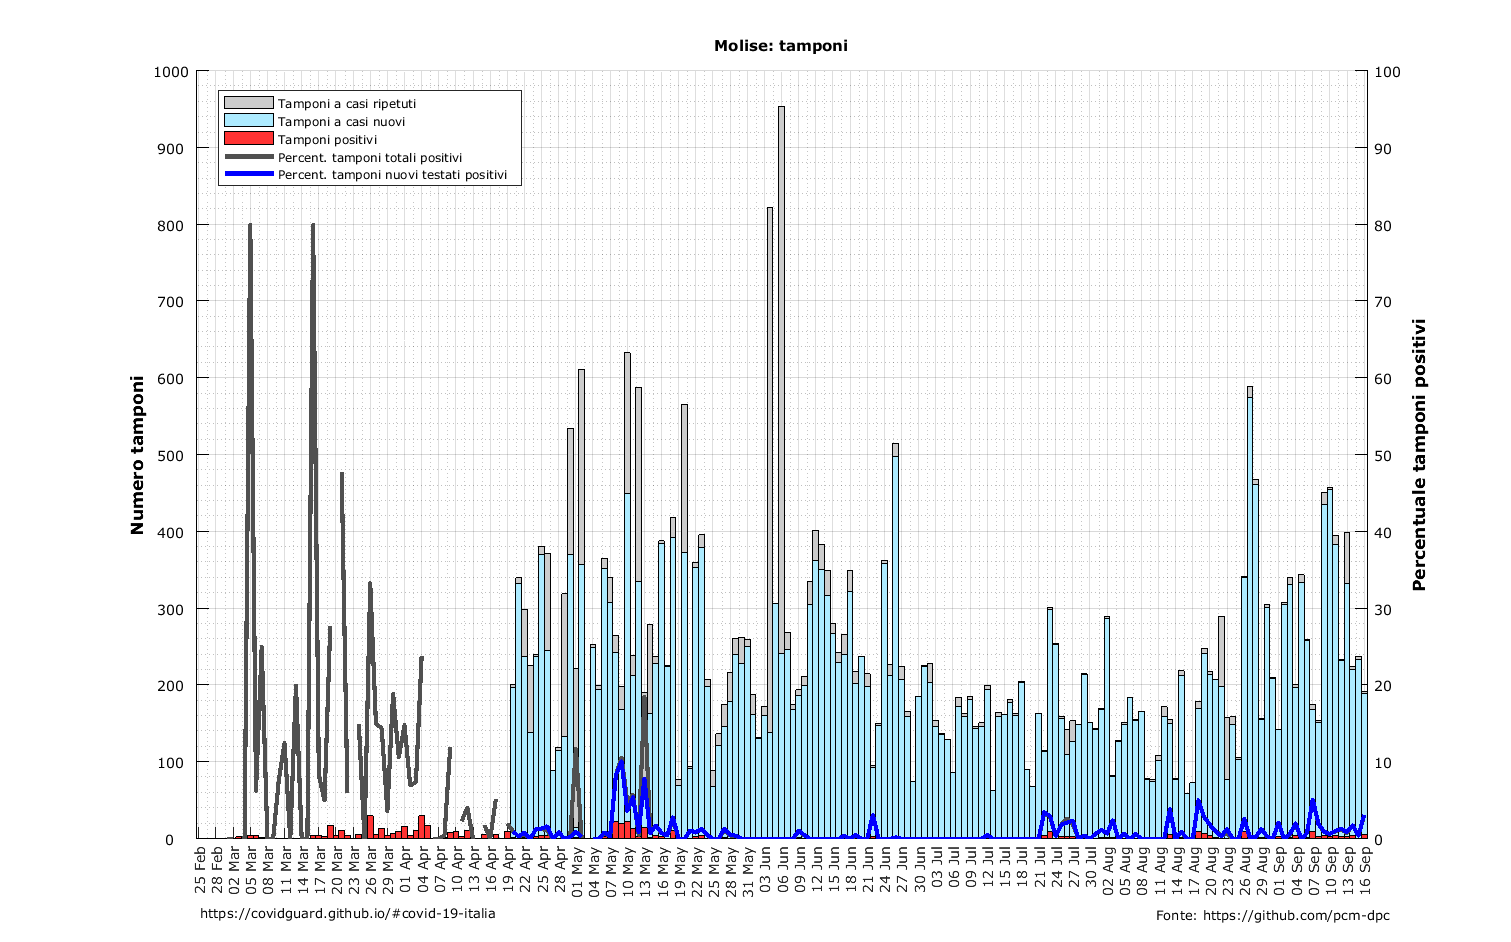 Molise: tamponi
Tamponi a casi ripetuti
Tamponi a casi nuovi
Tamponi positivi
Percent. tamponi totali positivi
Percent. tamponi nuovi testati positivi
Numero tamponi
1000
900
800
700
600
500
400
300
200
100
0
Percentuale tamponi positivi
100
90
80
70
60
50
40
30
20
10
0
25 Feb
28 Feb
02 Mar
05 Mar
08 Mar
11 Mar
14 Mar
17 Mar
20 Mar
23 Mar
26 Mar
29 Mar
01 Apr
04 Apr
07 Apr
10 Apr
13 Apr
16 Apr
19 Apr
22 Apr
25 Apr
28 Apr
01 May
04 May
07 May
10 May
13 May
16 May
19 May
22 May
25 May
28 May
31 May
03 Jun
06 Jun
09 Jun
12 Jun
15 Jun
18 Jun
21 Jun
24 Jun
27 Jun
30 Jun
03 Jul
06 Jul
09 Jul
12 Jul
15 Jul
18 Jul
21 Jul
24 Jul
27 Jul
30 Jul
02 Aug
05 Aug
08 Aug
11 Aug
14 Aug
17 Aug
20 Aug
23 Aug
26 Aug
29 Aug
01 Sep
04 Sep
07 Sep
10 Sep
13 Sep
16 Sep
https://covidguard.github.io/#covid-19-italia
Fonte: https://github.com/pcm-dpc